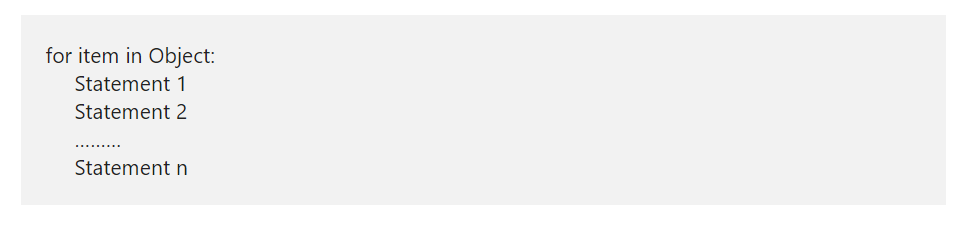 for item in Object:
Statement 1
Statement 2
.........
Statement n